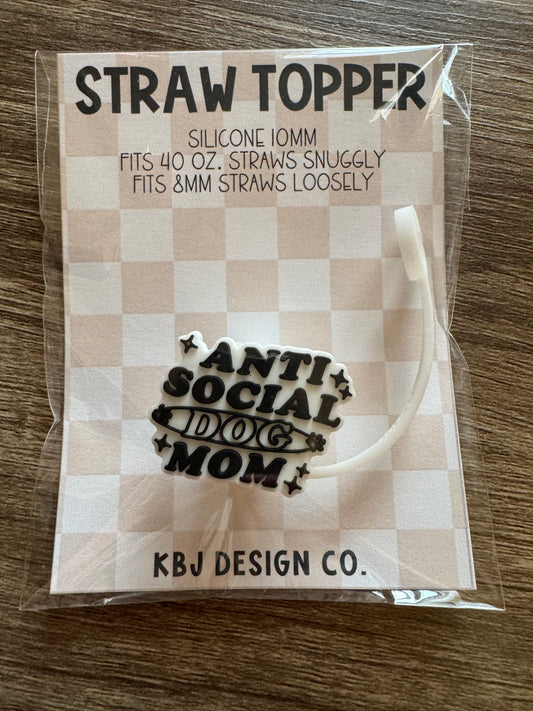 STRAW TOPPER
SILICONE 10MM
FITS 40 OZ. STRAWS SNUGGLY
FITS 8MM STRAWS LOOSELY
ANTI
SOCIAL
DOG
MOM
KBJ DESIGN CO.